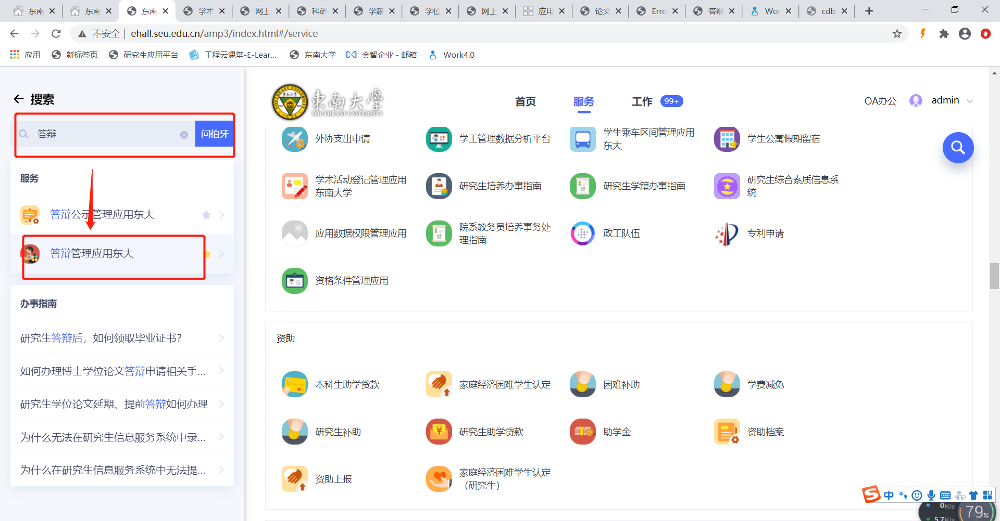 东南
东南
东南
学术
网上
科研
学籍
学位
网上
应用
论文
Erro
答辩
Wor
cdb
不安全
ehall.seu.edu.cn/amp3/index.html#/service
应用
新标签页
研究生应用平台
工程云课堂-E-Lear...
东南大学
金智企业 - 邮箱
Work4.0
搜索
答辩
问伯牙
服务
答辩公示管理应用东大
答辩管理应用东大
办事指南
研究生答辩后，如何领取毕业证书？
如何办理博士学位论文答辩申请相关手...
研究生学位论文延期、提前答辩如何办理
为什么无法在研究生信息服务系统中录...
为什么在研究生信息服务系统中无法提...
東南大學
SOUTHEAST UNIVERSITY
首页
服务
工作
99+
OA办公
admin
外协支出申请
学工管理数据分析平台
学生乘车区间管理应用
东大
学生公寓假期留宿
学术活动登记管理应用
东南大学
研究生培养办事指南
研究生学籍办事指南
研究生综合素质信息系
统
应用数据权限管理应用
院系教务员培养事务处
理指南
政工队伍
专利申请
资格条件管理应用
资助
本科生助学贷款
家庭经济困难学生认定
困难补助
学费减免
研究生补助
研究生助学贷款
助学金
资助档案
资助上报
家庭经济困难学生认定
（研究生）
中
0K/s
5.7K/s
79%